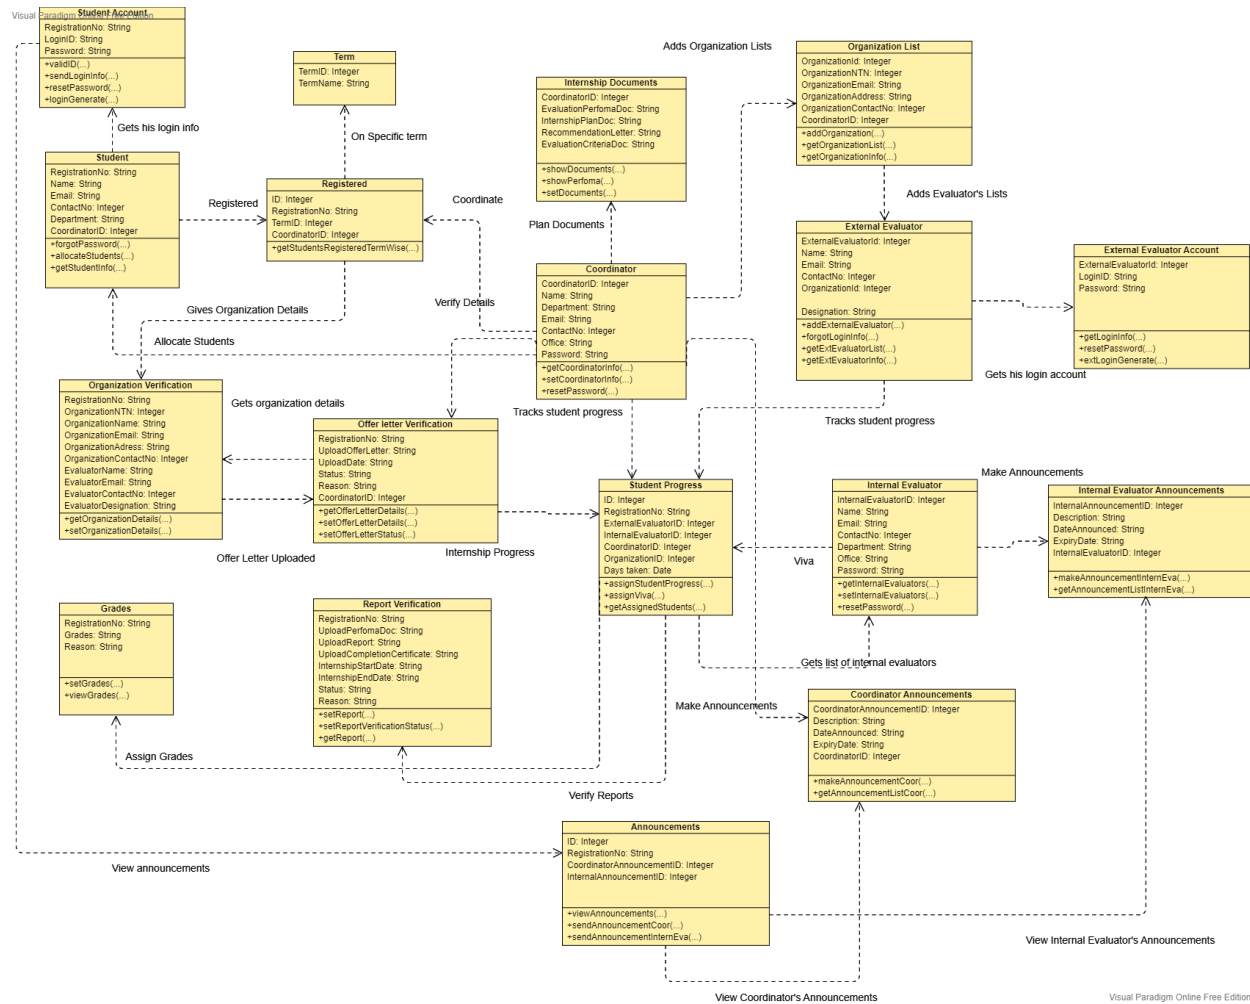 Visual Paradigm Online Free Edition
Student Account
RegistrationNo: String
LoginID: String
Password: String
+validID(...)
+sendLoginInfo(...)
+resetPassword(...)
+loginGenerate(...)
Gets his login info
Term
TermID: Integer
TermName: String
On Specific term
Internship Documents
CoordinatorID: Integer
EvaluationPerfomaDoc: String
InternshipPlanDoc: String
RecommendationLetter: String
EvaluationCriteriaDoc: String
+showDocuments(...)
+showPerfoma(...)
+setDocuments(...)
Plan Documents
Adds Organization Lists
Organization List
OrganizationId: Integer
OrganizationNTN: Integer
OrganizationEmail: String
OrganizationAddress: String
OrganizationContactNo: Integer
CoordinatorID: Integer
+addOrganization(...)
+getOrganizationList(...)
+getOrganizationInfo(...)
Adds Evaluator's Lists
Student
RegistrationNo: String
Name: String
Email: String
ContactNo: Integer
Department: String
CoordinatorID: Integer
+forgotPassword(...)
+allocateStudents(...)
+getStudentInfo(...)
Registered
Registered
ID: Integer
RegistrationNo: String
TermID: Integer
CoordinatorID: Integer
+getStudentsRegisteredTermWise(...)
Coordinate
Verify Details
Gives Organization Details
Allocate Students
Coordinator
CoordinatorID: Integer
Name: String
Department: String
Email: String
ContactNo: Integer
Office: String
Password: String
+getCoordinatorInfo(...)
+setCoordinatorInfo(...)
+resetPassword(...)
Tracks student progress
External Evaluator
ExternalEvaluatorId: Integer
Name: String
Email: String
ContactNo: Integer
OrganizationId: Integer
Designation: String
+addExternalEvaluator(...)
+forgotLoginInfo(...)
+getExtEvaluatorList(...)
+getExtEvaluatorInfo(...)
Tracks student progress
External Evaluator Account
ExternalEvaluatorId: Integer
LoginID: String
Password: String
+getLoginInfo(...)
+resetPassword(...)
+extLoginGenerate(...)
Gets his login account
Organization Verification
RegistrationNo: String
OrganizationNTN: Integer
OrganizationName: String
OrganizationEmail: String
OrganizationAdress: String
OrganizationContactNo: Integer
EvaluatorName: String
EvaluatorEmail: String
EvaluatorContactNo: Integer
EvaluatorDesignation: String
+getOrganizationDetails(...)
+setOrganizationDetails(...)
Gets organization details
Offer Letter Uploaded
Offer letter Verification
RegistrationNo: String
UploadOfferLetter: String
UploadDate: String
Status: String
Reason: String
CoordinatorID: Integer
+getOfferLetterDetails(...)
+setOfferLetterDetails(...)
+setOfferLetterStatus(...)
Internship Progress
Student Progress
ID: Integer
RegistrationNo: String
ExternalEvaluatorID: Integer
InternalEvaluatorID: Integer
CoordinatorID: Integer
OrganizationID: Integer
Days taken: Date
+assignStudentProgress(...)
+assignViva(...)
+getAssignedStudents(...)
Viva
Internal Evaluator
InternalEvaluatorID: Integer
Name: String
Email: String
ContactNo: Integer
Department: String
Office: String
Password: String
+getInternalEvaluators(...)
+setInternalEvaluators(...)
+resetPassword(...)
Gets list of internal evaluators
Make Announcements
Internal Evaluator Announcements
InternalAnnouncementID: Integer
Description: String
DateAnnounced: String
ExpiryDate: String
InternalEvaluatorID: Integer
+makeAnnouncementInternEva(...)
+getAnnouncementListInternEva(...)
Grades
RegistrationNo: String
Grades: String
Reason: String
+setGrades(...)
+viewGrades(...)
Assign Grades
Report Verification
RegistrationNo: String
UploadPerfomaDoc: String
UploadReport: String
UploadCompletionCertificate: String
InternshipStartDate: String
InternshipEndDate: String
Status: String
Reason: String
+setReport(...)
+setReportVerificationStatus(...)
+getReport(...)
Verify Reports
Make Announcements
Coordinator Announcements
CoordinatorAnnouncementID: Integer
Description: String
DateAnnounced: String
ExpiryDate: String
CoordinatorID: Integer
+makeAnnouncementCoor(...)
+getAnnouncementListCoor(...)
View announcements
Announcements
ID: Integer
RegistrationNo: String
CoordinatorAnnouncementID: Integer
InternalAnnouncementID: Integer
+viewAnnouncements(...)
+sendAnnouncementCoor(...)
+sendAnnouncementInternEva(...)
View Internal Evaluator's Announcements
View Coordinator's Announcements
Visual Paradigm Online Free Edition